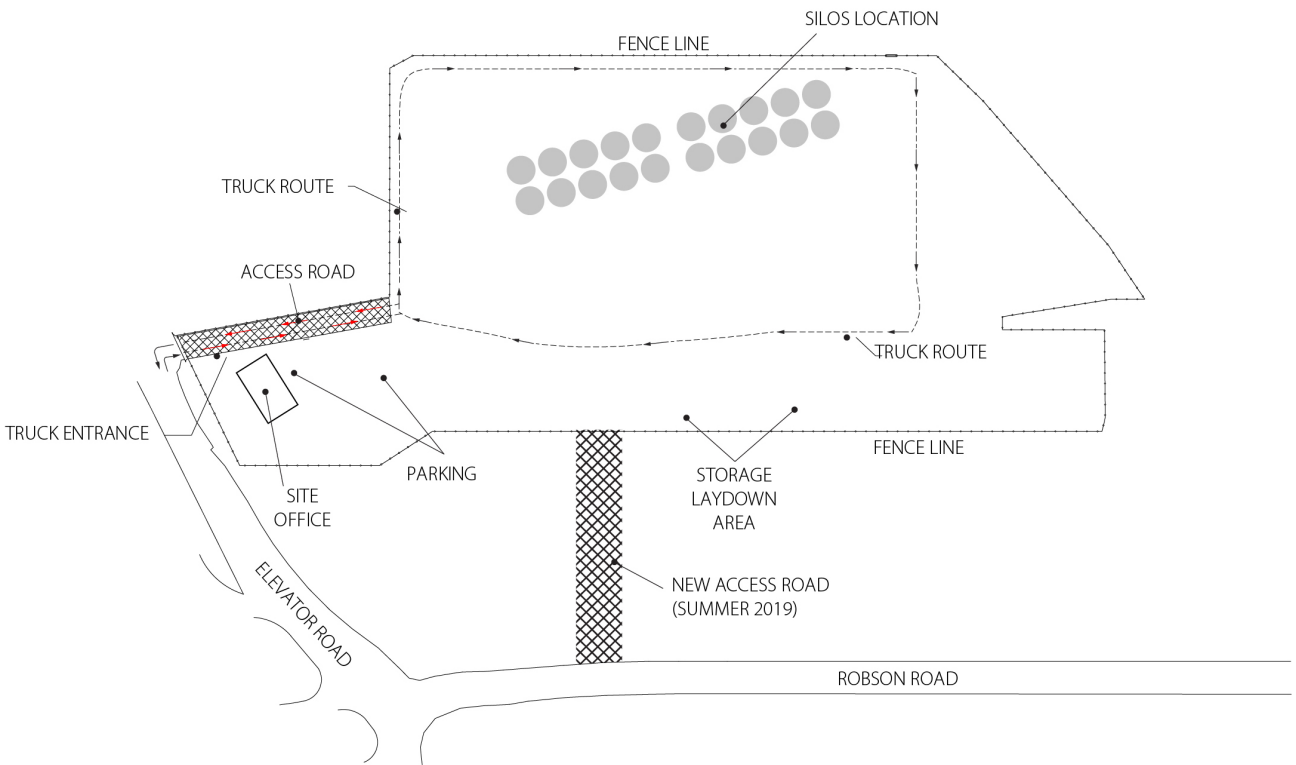 SILOS LOCATION
FENCE LINE
TRUCK ROUTE
ACCESS ROAD
TRUCK ROUTE
TRUCK ENTRANCE
FENCE LINE
PARKING
STORAGE
LAYDOWN
AREA
SITE
OFFICE
NEW ACCESS ROAD
(SUMMER 2019)
ELEVATOR ROAD
ROBSON ROAD